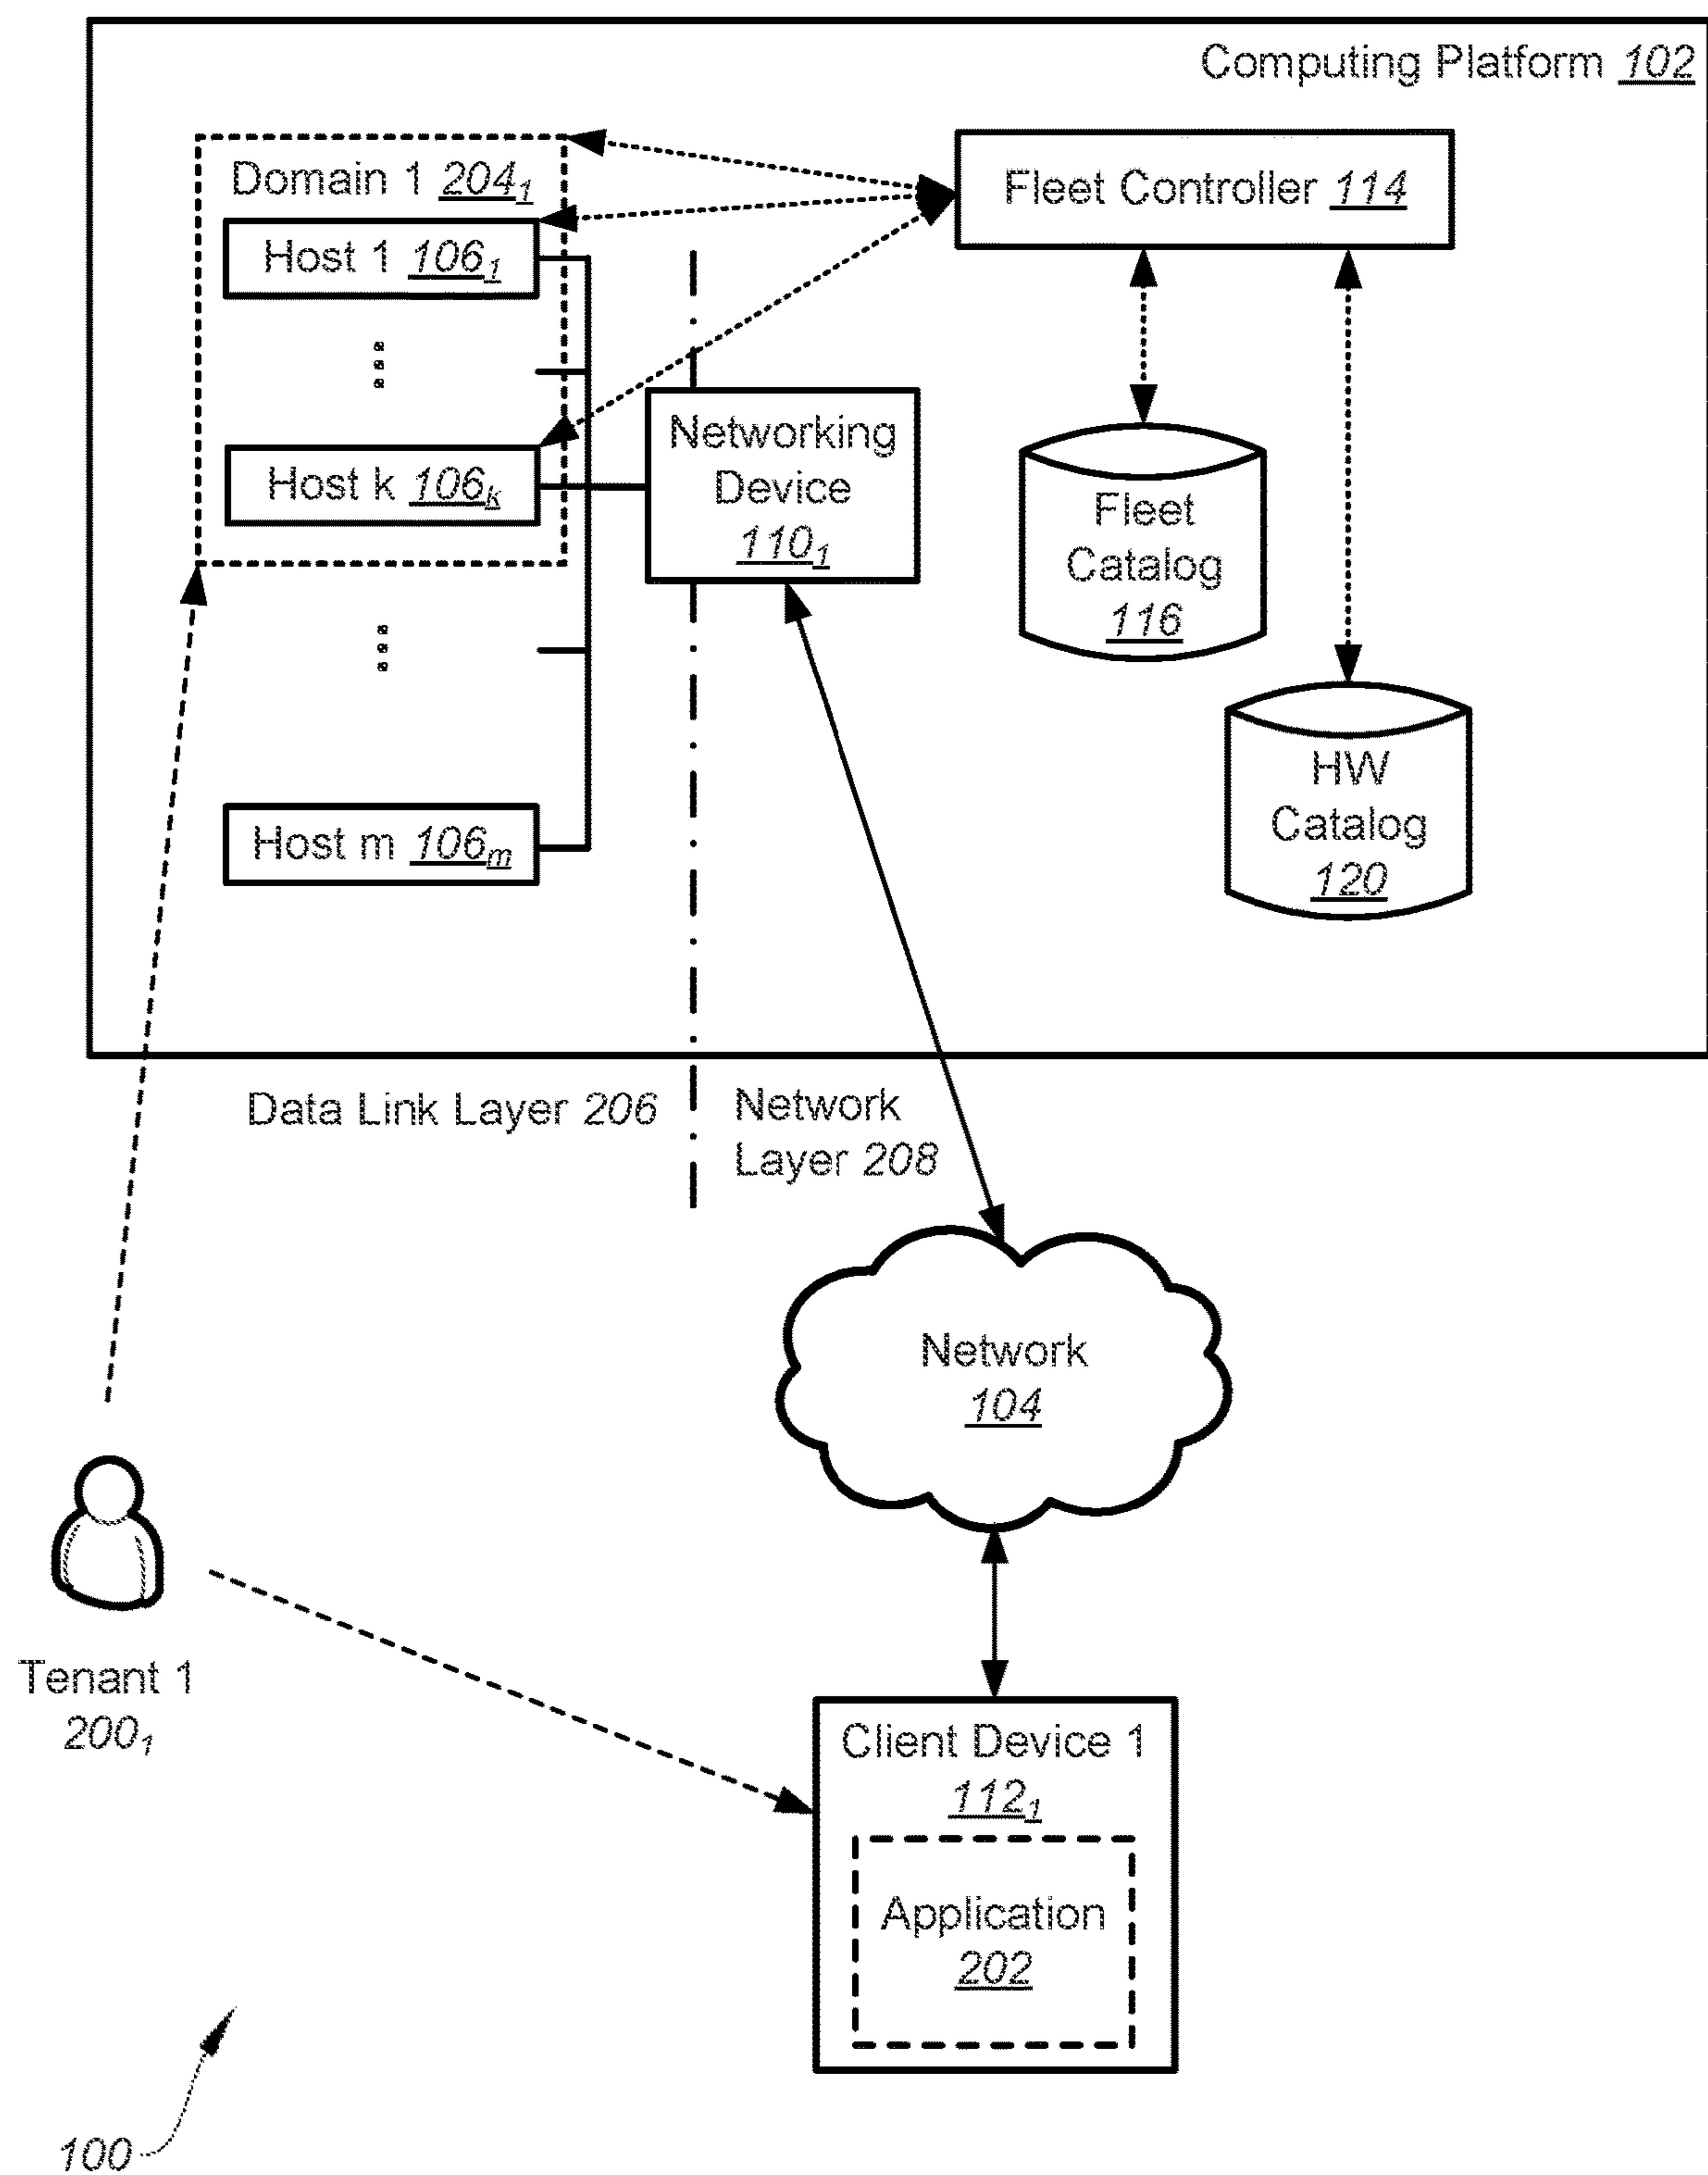 Computing Platform 102
Domain 1 204₁
Fleet Controller 114
Host 1 106₁
Host k 106ₖ
Networking
Device
110₁
Fleet
Catalog
116
HW
Catalog
120
Host m 106ₘ
Data Link Layer 206
Network
Layer 208
Network
104
Tenant 1
200₁
Client Device 1
112₁
Application
202
100